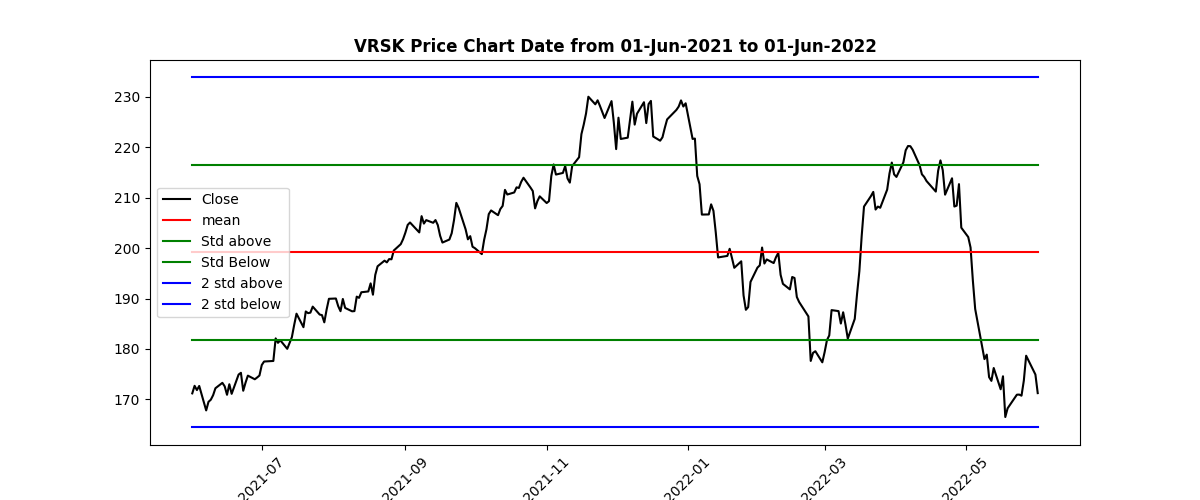 VRSK Price Chart Date from 01-Jun-2021 to 01-Jun-2022
230
220
210
200
190
180
170
Close
mean
Std above
Std Below
2 std above
2 std below
2021-07
2021-09
2021-11
2022-01
2022-03
2022-05